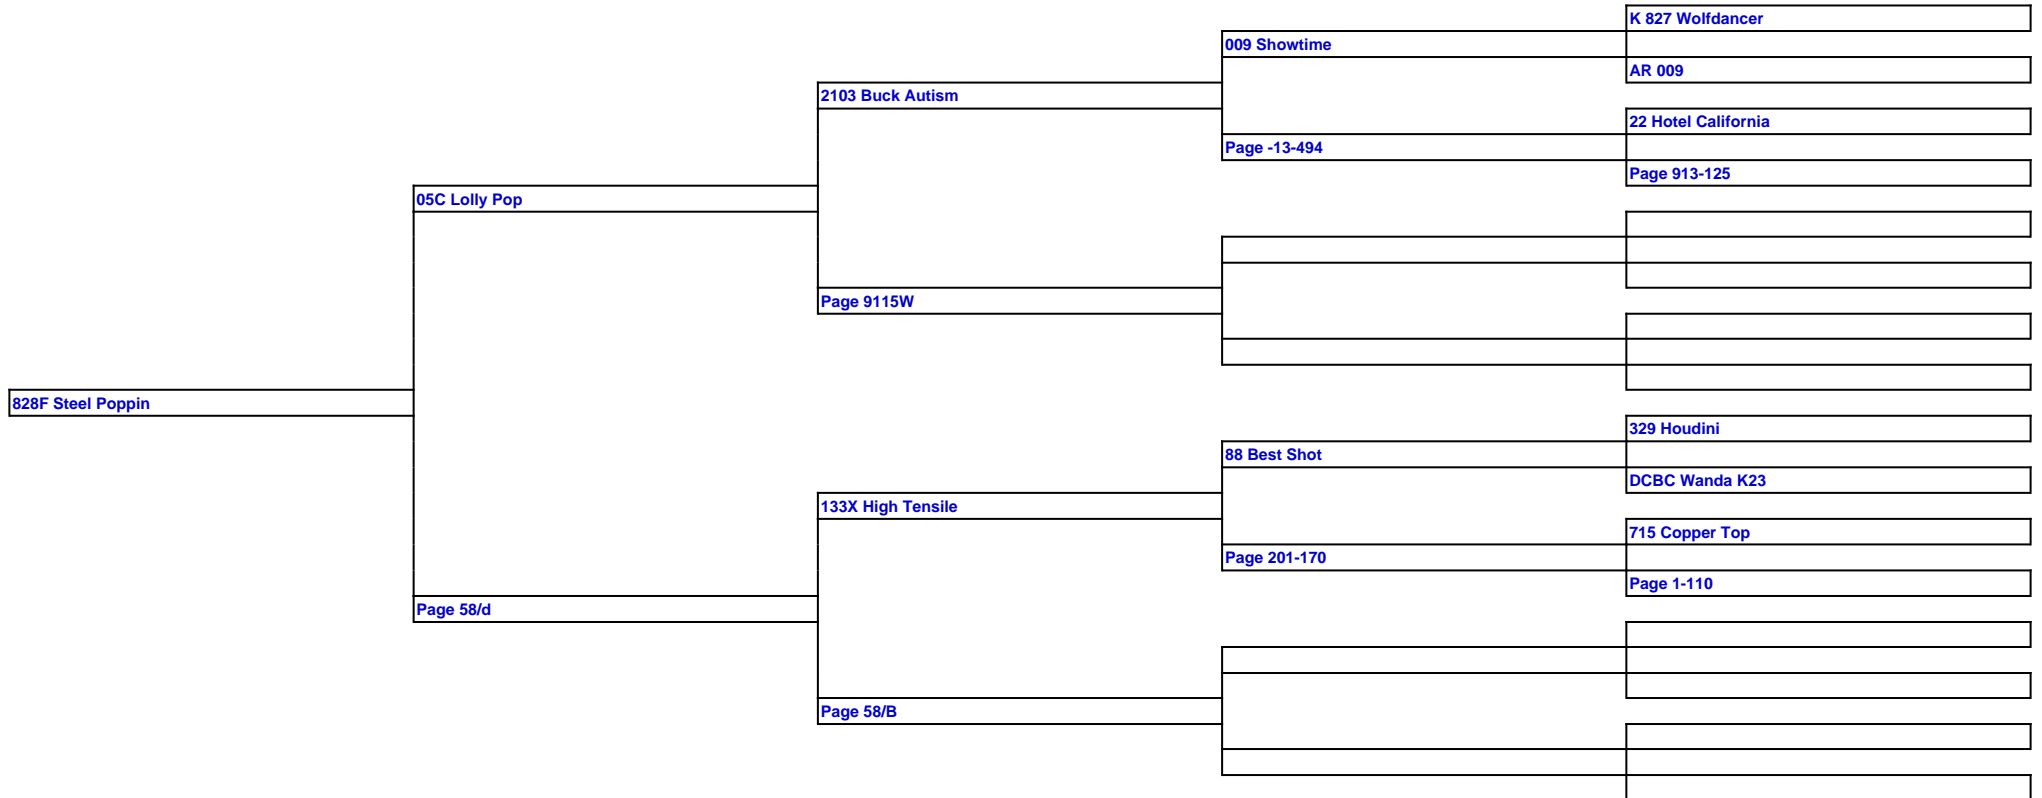 K 827 Wolfdancer
009 Showtime
AR 009
2103 Buck Autism
22 Hotel California
Page -13-494
Page 913-125
05C Lolly Pop
Page 9115W
828F Steel Poppin
329 Houdini
88 Best Shot
DCBC Wanda K23
133X High Tensile
715 Copper Top
Page 201-170
Page 1-110
Page 58/d
Page 58/B